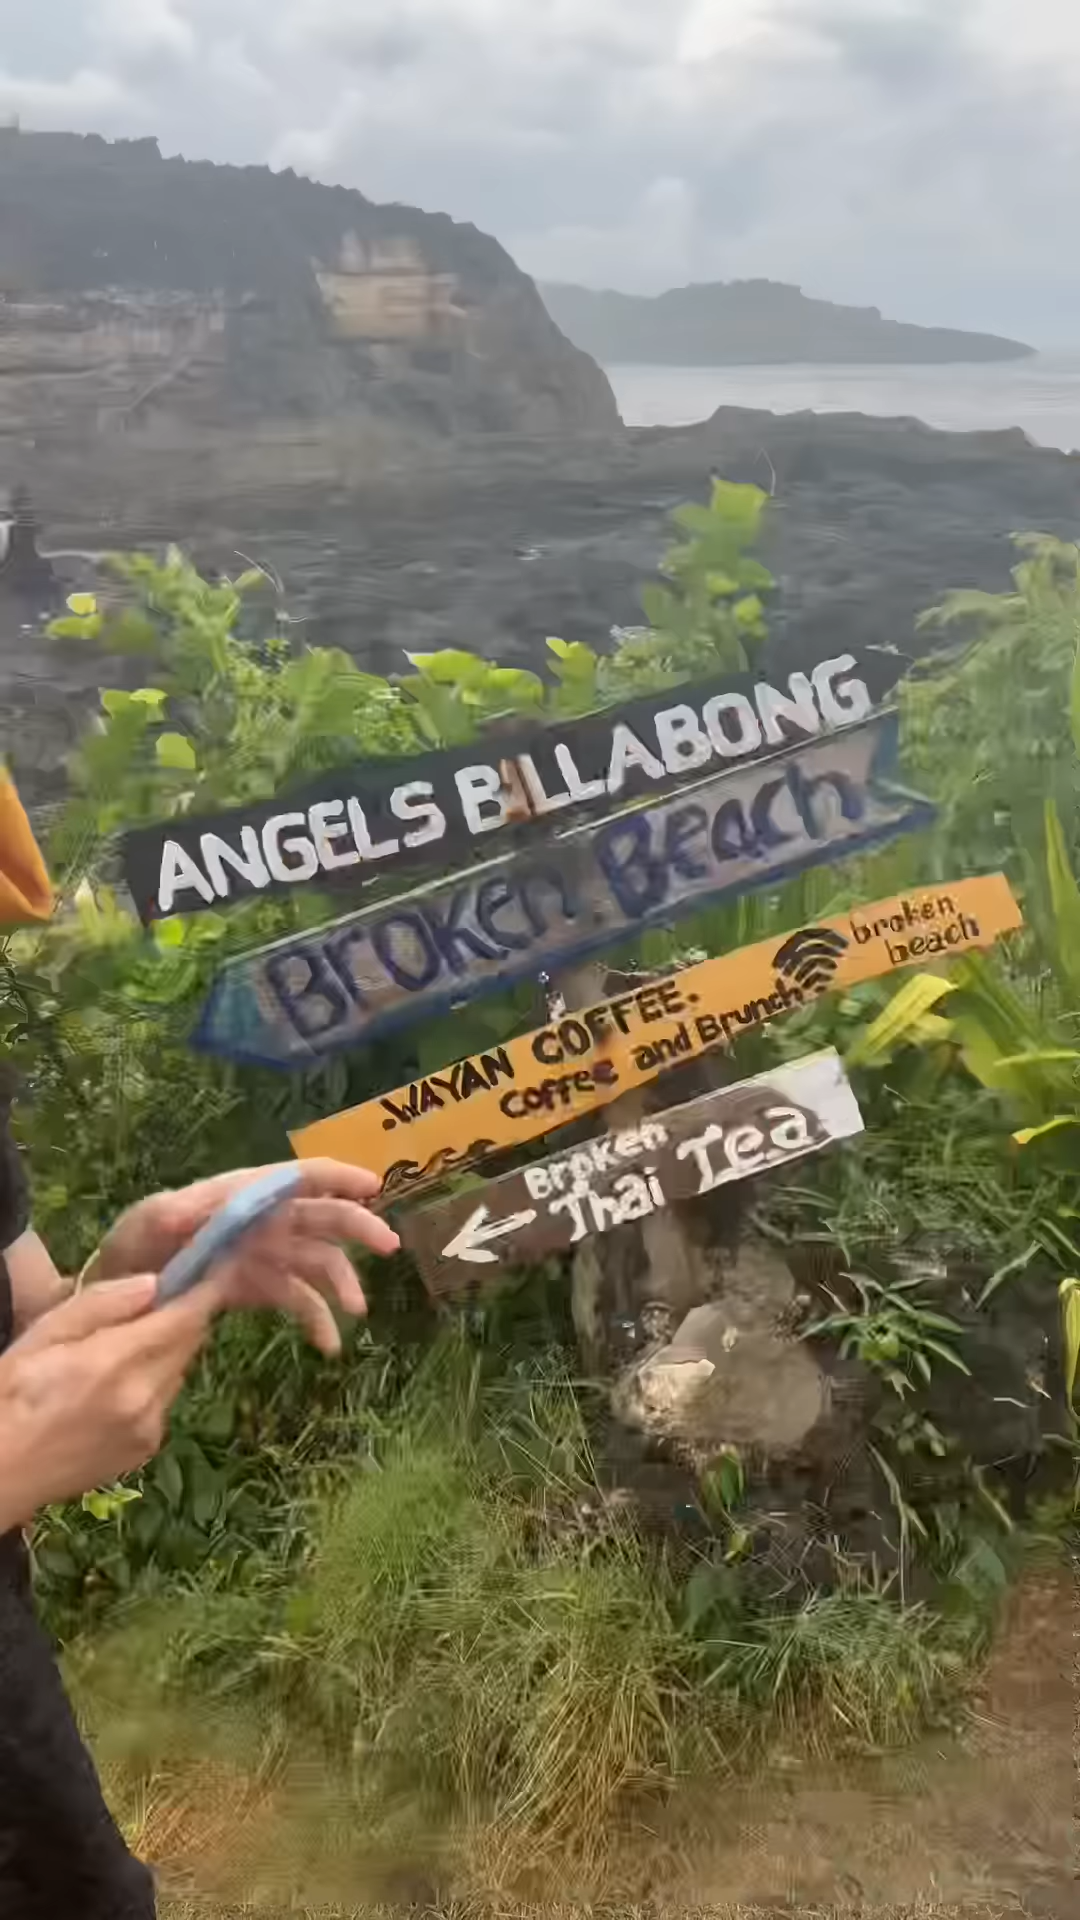 ANGELS BILLABONG
BROKEN BEACH
.WAYAN COFFEE.
Coffee and Brunch
broken
beach
Broken
Thai Tea